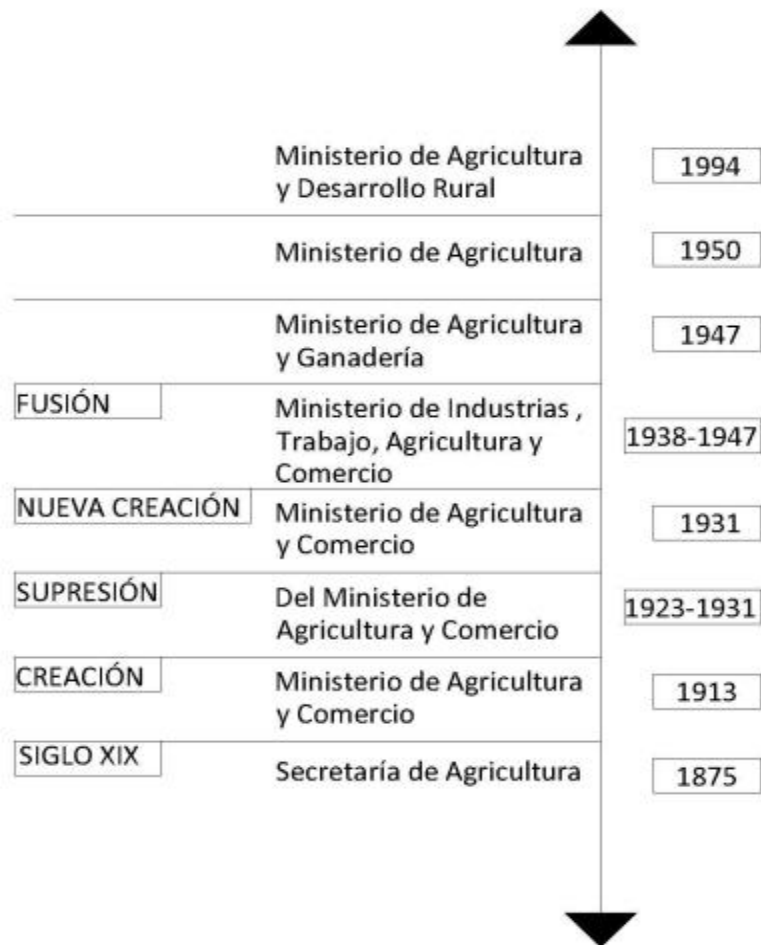 Ministerio de Agricultura
y Desarrollo Rural
1994
Ministerio de Agricultura
1950
Ministerio de Agricultura
y Ganadería
1947
FUSIÓN
Ministerio de Industrias ,
Trabajo, Agricultura y
Comercio
1938-1947
NUEVA CREACIÓN
Ministerio de Agricultura
y Comercio
1931
SUPRESIÓN
Del Ministerio de
Agricultura y Comercio
1923-1931
CREACIÓN
Ministerio de Agricultura
y Comercio
1913
SIGLO XIX
Secretaría de Agricultura
1875